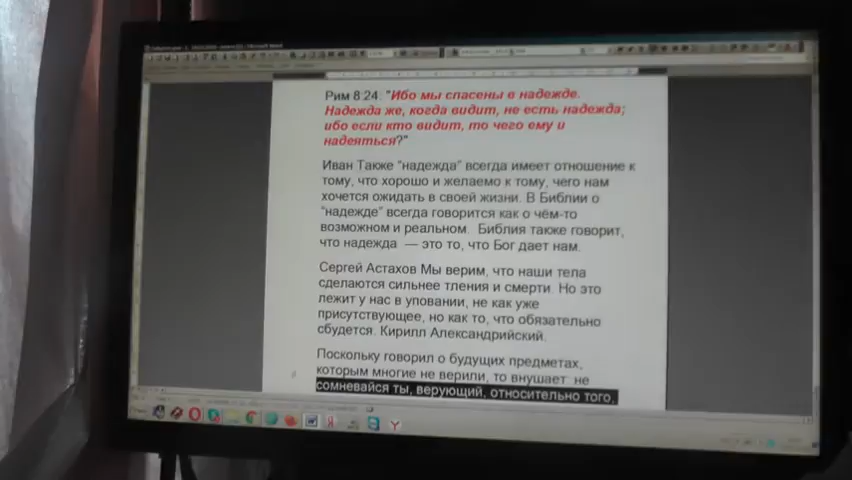 Рим 8:24: "Ибо мы спасены в надежде.
Надежда же, когда видит, не есть надежда;
ибо если кто видит, то чего ему и
надеяться?"
Иван Также "надежда" всегда имеет отношение к
тому, что хорошо и желаемо к тому, чего нам
хочется ожидать в своей жизни. В Библии о
"надежде" всегда говорится как о чём-то
возможном и реальном. Библия также говорит,
что надежда — это то, что Бог дает нам.
Сергей Астахов Мы верим, что наши тела
сделаются сильнее тления и смерти. Но это
лежит у нас в уповании, не как уже
присутствующее, но как то, что обязательно
сбудется. Кирилл Александрийский.
Поскольку говорил о будущих предметах,
которым многие не верили, то внушает не
сомневайся ты, верующий, относительно того,